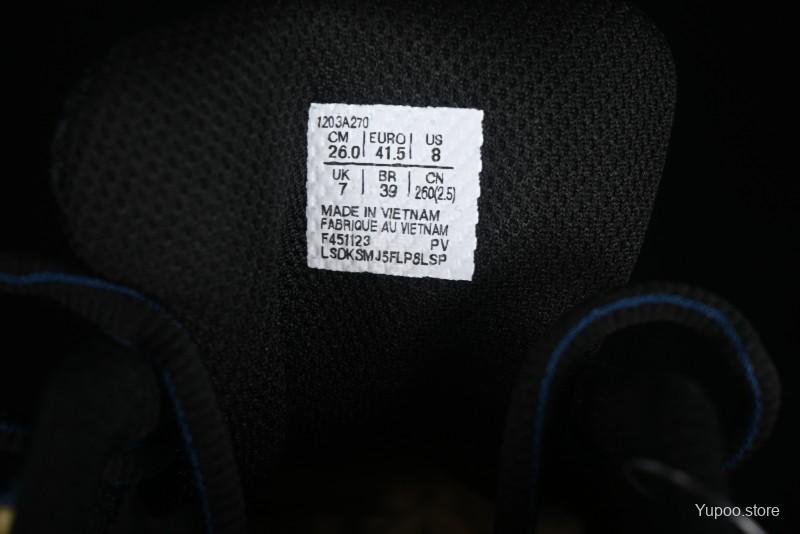 1203A270
CM | EURO | US
26.0 | 41.5 | 8
UK | BR | CN
7 | 39 | 260(2.5)
MADE IN VIETNAM
FABRIQUE AU VIETNAM
F451123 PV
LSDKSMJ5FLP8LSP
Yupoo.store